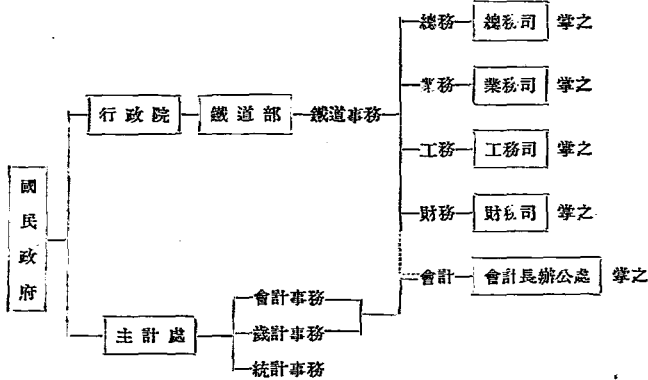 國民政府
行政院
鐵道部
鐵道事務
總務 總務司 掌之
業務 業務司 掌之
工務 工務司 掌之
財務 財務司 掌之
會計 會計長辦公處 掌之
主計處
會計事務
歲計事務
統計事務